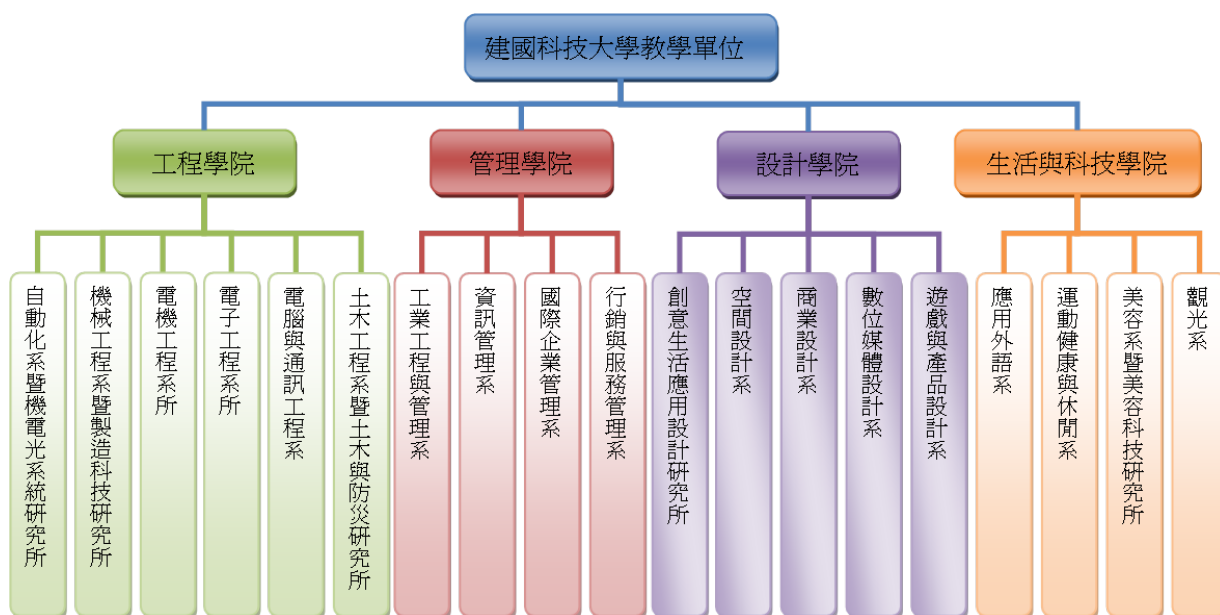 建國科技大學教學單位
工程學院
管理學院
設計學院
生活與科技學院
自動化系暨機電光系統研究所
機械工程系暨製造科技研究所
電機工程系所
電子工程系所
電腦與通訊工程系
土木工程系暨土木與防災研究所
工業工程與管理系
資訊管理系
國際企業管理系
行銷與服務管理系
創意生活應用設計研究所
空間設計系
商業設計系
數位媒體設計系
遊戲與產品設計系
應用外語系
運動健康與休閒系
美容系暨美容科技研究所
觀光系